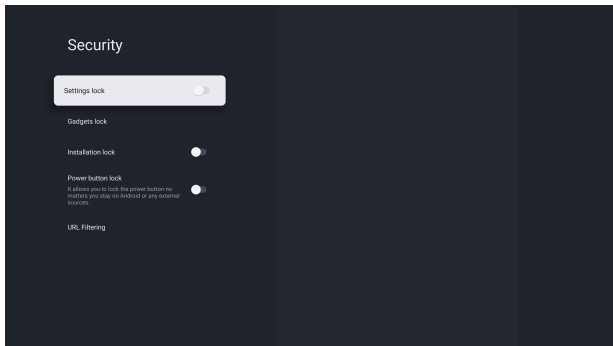 Security
Settings lock
Gadgets lock
Installation lock
Power button lock
It allows you to lock the power button no
matters you stay on Android or any external
sources.
URL Filtering